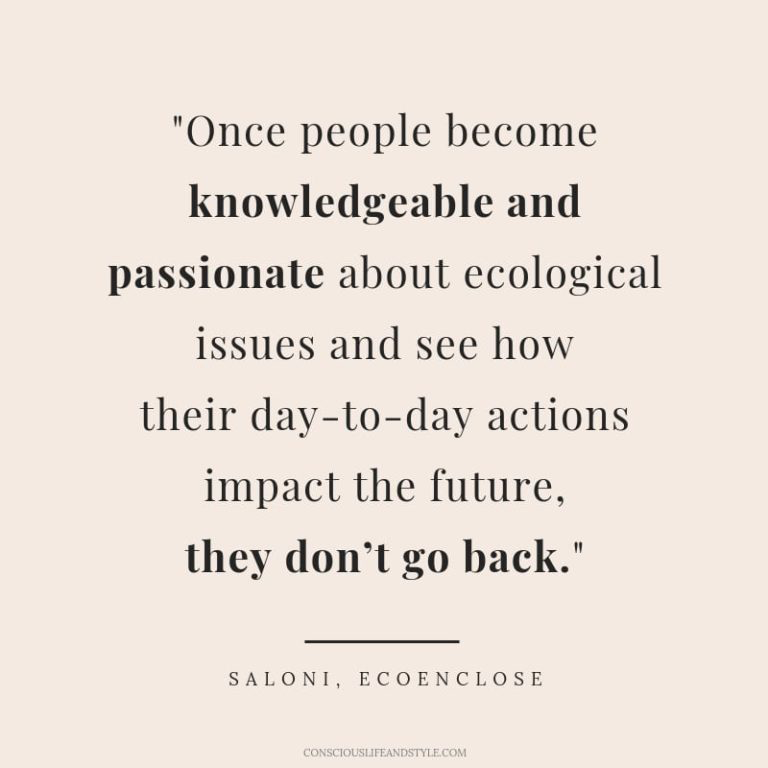 "Once people become
knowledgeable and
passionate about ecological
issues and see how
their day-to-day actions
impact the future,
they don’t go back."
SALONI, ECOENCLOSE
CONSCIOUSLIFEANDSTYLE.COM